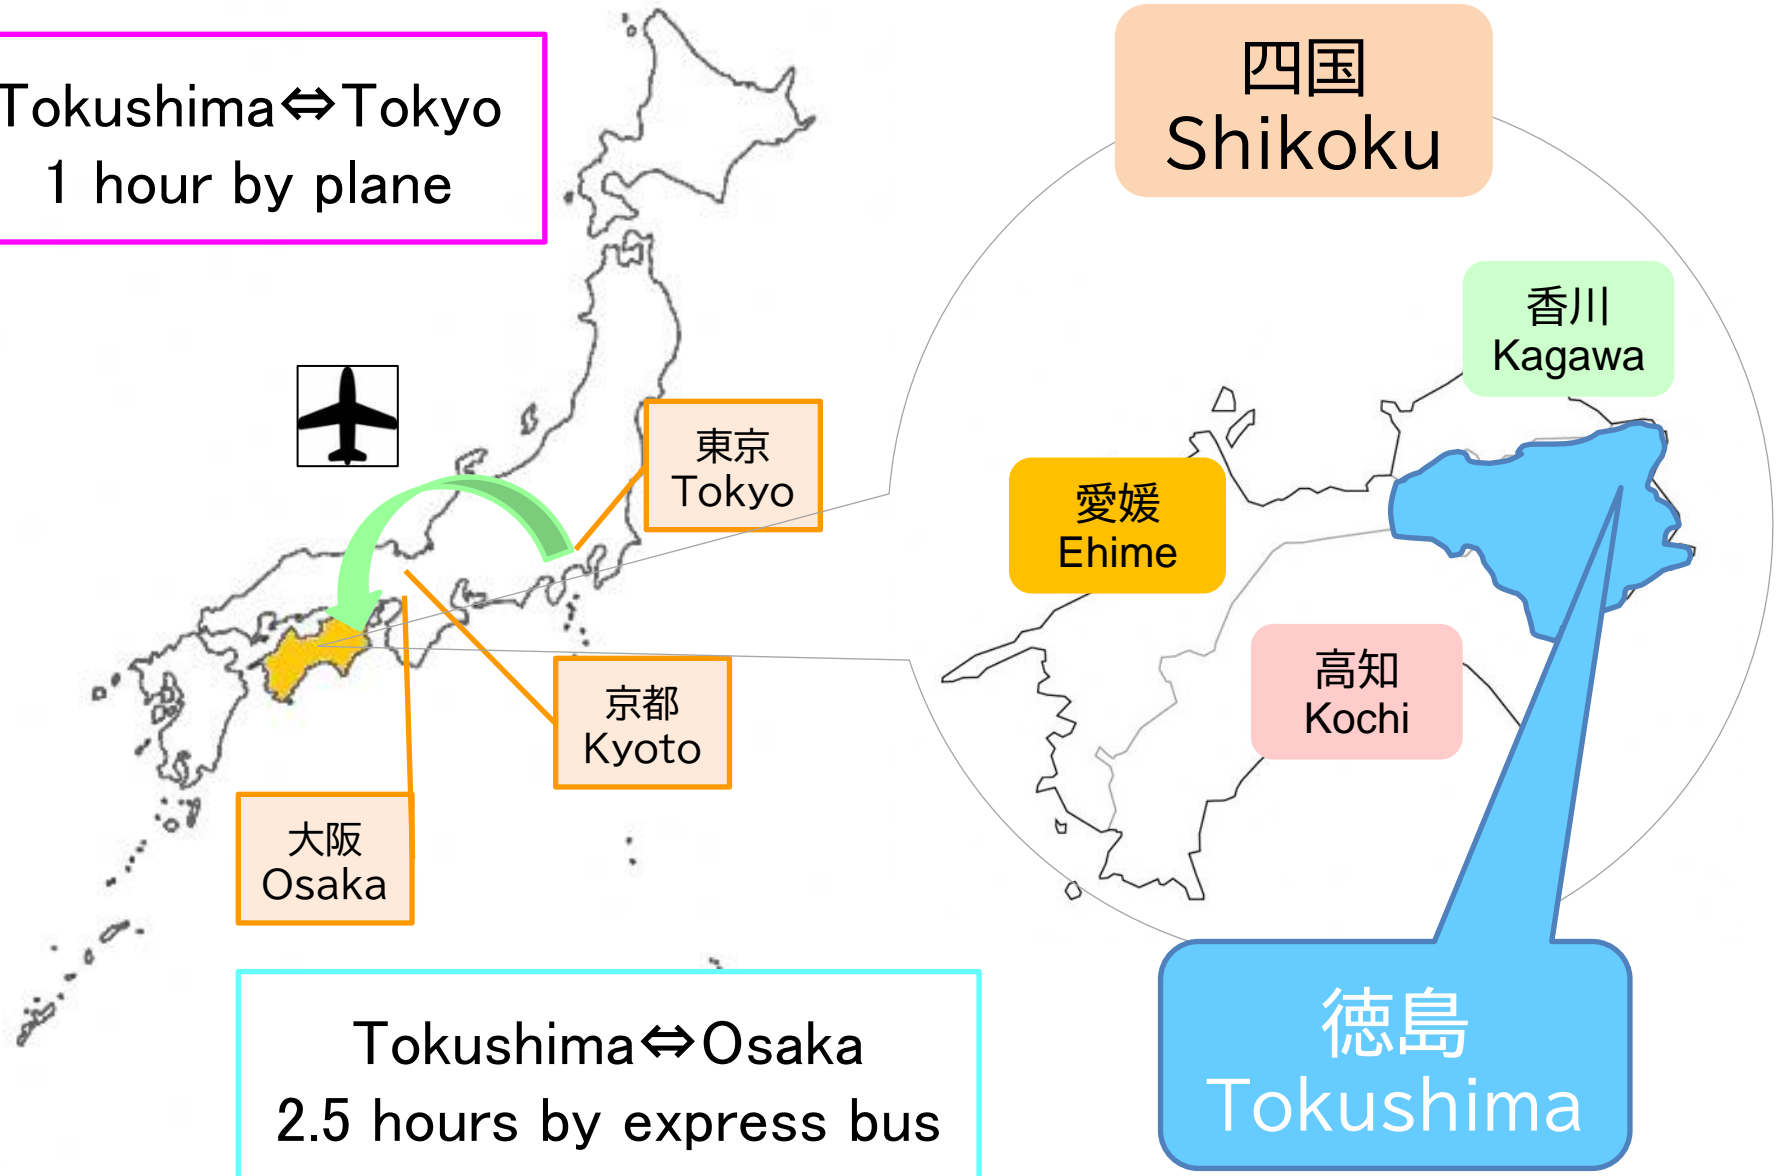 Tokushima⇔Tokyo
1 hour by plane
四国
Shikoku
香川
Kagawa
東京
Tokyo
愛媛
Ehime
高知
Kochi
京都
Kyoto
大阪
Osaka
Tokushima⇔Osaka
2.5 hours by express bus
徳島
Tokushima